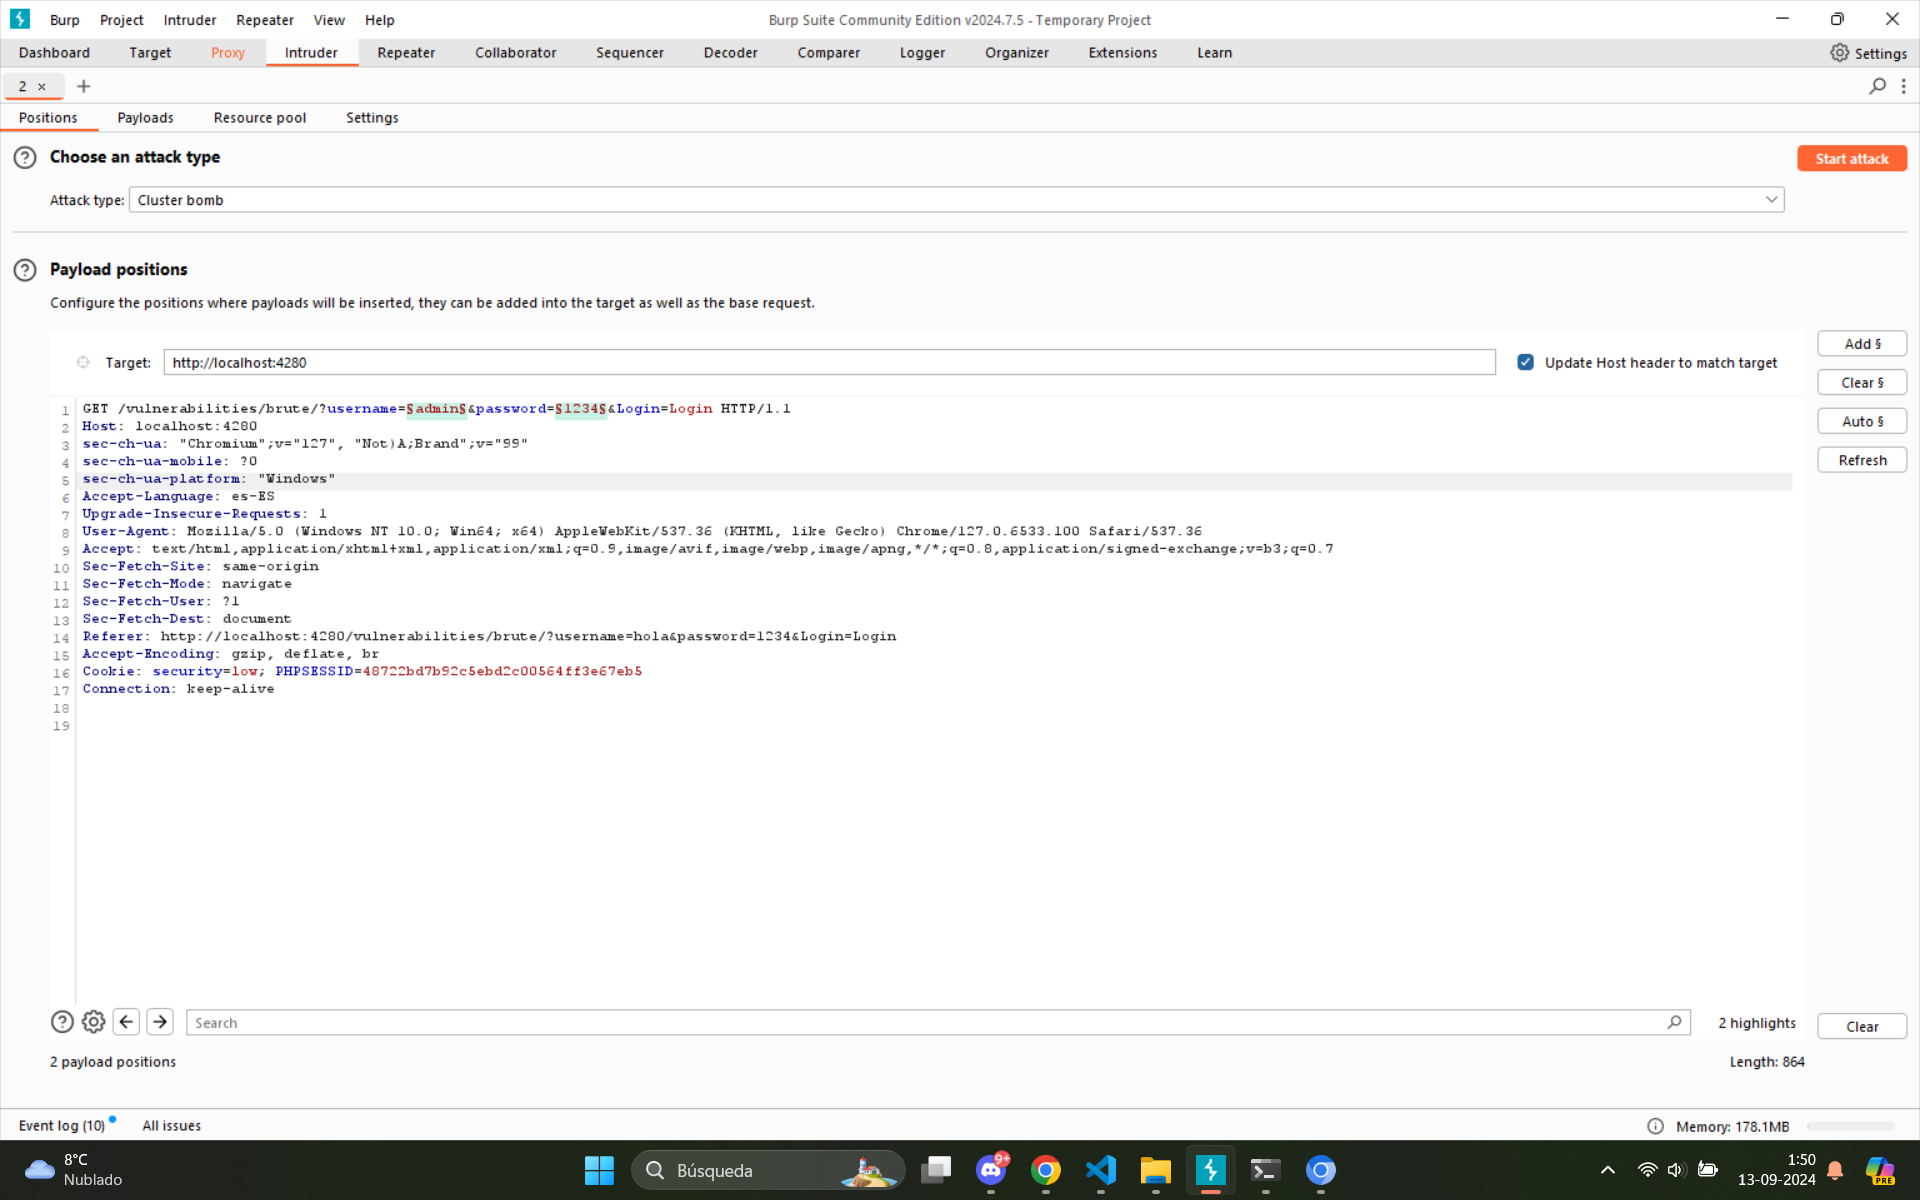 Burp Project Intruder Repeater View Help Burp Suite Community Edition v2024.7.5 - Temporary Project
Dashboard Target Proxy Intruder Repeater Collaborator Sequencer Decoder Comparer Logger Organizer Extensions Learn Settings
2 × +
Positions Payloads Resource pool Settings
Choose an attack type Start attack
Attack type: Cluster bomb
Payload positions
Configure the positions where payloads will be inserted, they can be added into the target as well as the base request.
Target: http://localhost:4280 Update Host header to match target
Add §
Clear §
Auto §
Refresh
1 GET /vulnerabilities/brute/?username=§admin§&password=§1234§&Login=Login HTTP/1.1
2 Host: localhost:4280
3 sec-ch-ua: "Chromium";v="127", "Not)A;Brand";v="99"
4 sec-ch-ua-mobile: ?0
5 sec-ch-ua-platform: "Windows"
6 Accept-Language: es-ES
7 Upgrade-Insecure-Requests: 1
8 User-Agent: Mozilla/5.0 (Windows NT 10.0; Win64; x64) AppleWebKit/537.36 (KHTML, like Gecko) Chrome/127.0.6533.100 Safari/537.36
9 Accept: text/html,application/xhtml+xml,application/xml;q=0.9,image/avif,image/webp,image/apng,*/*;q=0.8,application/signed-exchange;v=b3;q=0.7
10 Sec-Fetch-Site: same-origin
11 Sec-Fetch-Mode: navigate
12 Sec-Fetch-User: ?1
13 Sec-Fetch-Dest: document
14 Referer: http://localhost:4280/vulnerabilities/brute/?username=hola&password=1234&Login=Login
15 Accept-Encoding: gzip, deflate, br
16 Cookie: security=low; PHPSESSID=48722bd7b92c5ebd2c00564ff3e67eb5
17 Connection: keep-alive
18
19
Search 2 highlights Clear
2 payload positions Length: 864
Event log (10) All issues Memory: 178.1MB
8°C
Nublado
Búsqueda
9+
1:50
13-09-2024
PRE